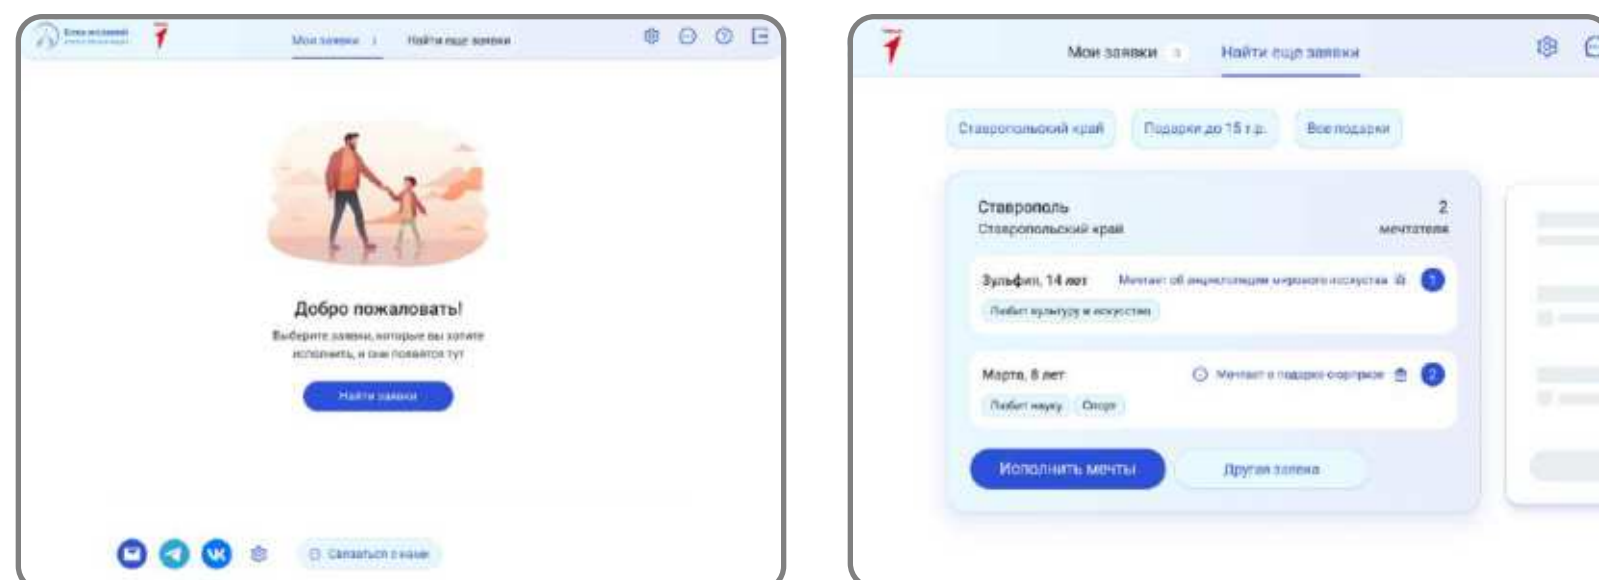 Мои заявки
Найти еще заявки
Добро пожаловать!
Выберите заявки, которые вы хотите
исполнить, и они появятся тут
Найти заявки
Связаться с нами
Мои заявки
Найти еще заявки
Ставропольский край
Подарки до 15 т.р.
Все подарки
Ставрополь
2
Ставропольский край
мечтателя
14 лет
Мечтает об энциклопедии мирового искусства
1
Любит культуру и искусство
Марта, 8 лет
Мечтает о подарке-сюрпризе
2
Любит науку
Спорт
Исполнить мечты
Другая заявка